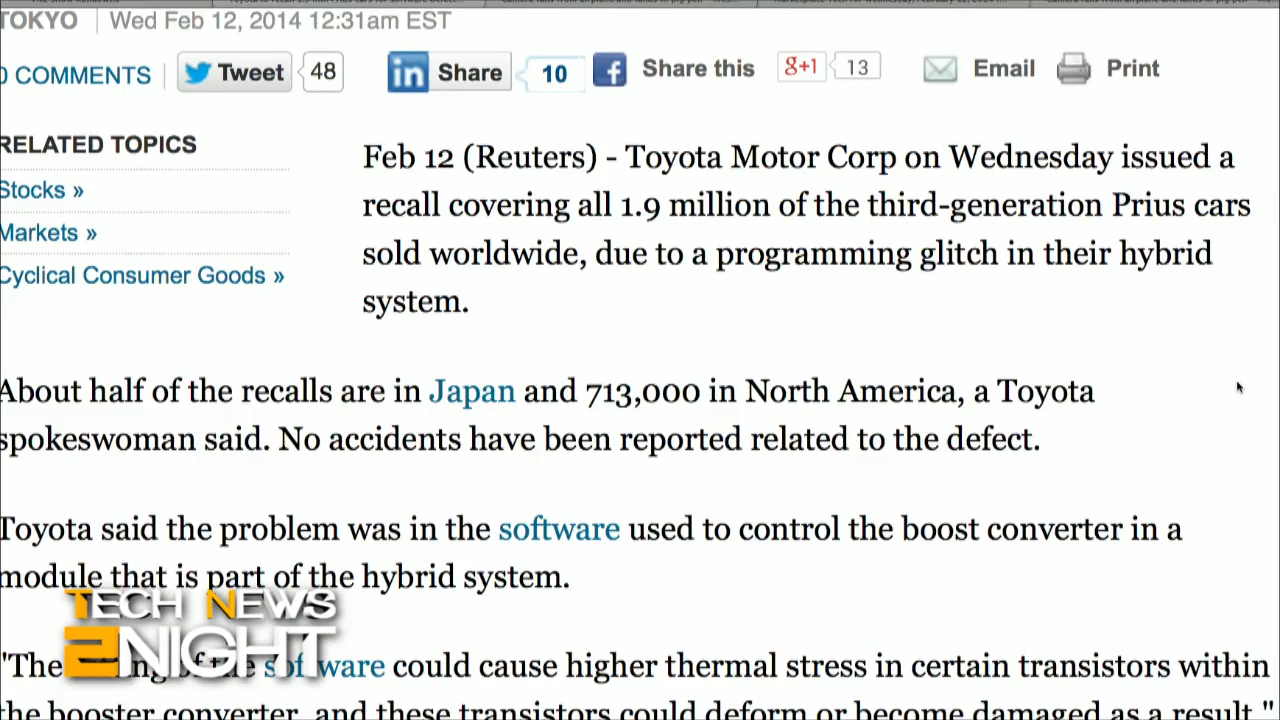 TOKYO | Wed Feb 12, 2014 12:31am EST
0 COMMENTS
Tweet 48
in Share 10
f Share this
g+1 13
Email
Print
RELATED TOPICS
Stocks »
Markets »
Cyclical Consumer Goods »
Feb 12 (Reuters) - Toyota Motor Corp on Wednesday issued a
recall covering all 1.9 million of the third-generation Prius cars
sold worldwide, due to a programming glitch in their hybrid
system.
About half of the recalls are in Japan and 713,000 in North America, a Toyota
spokeswoman said. No accidents have been reported related to the defect.
Toyota said the problem was in the software used to control the boost converter in a
module that is part of the hybrid system.
"The of the software could cause higher thermal stress in certain transistors within
the booster converter, and these transistors could deform or become damaged as a result."
TECH NEWS
2NIGHT